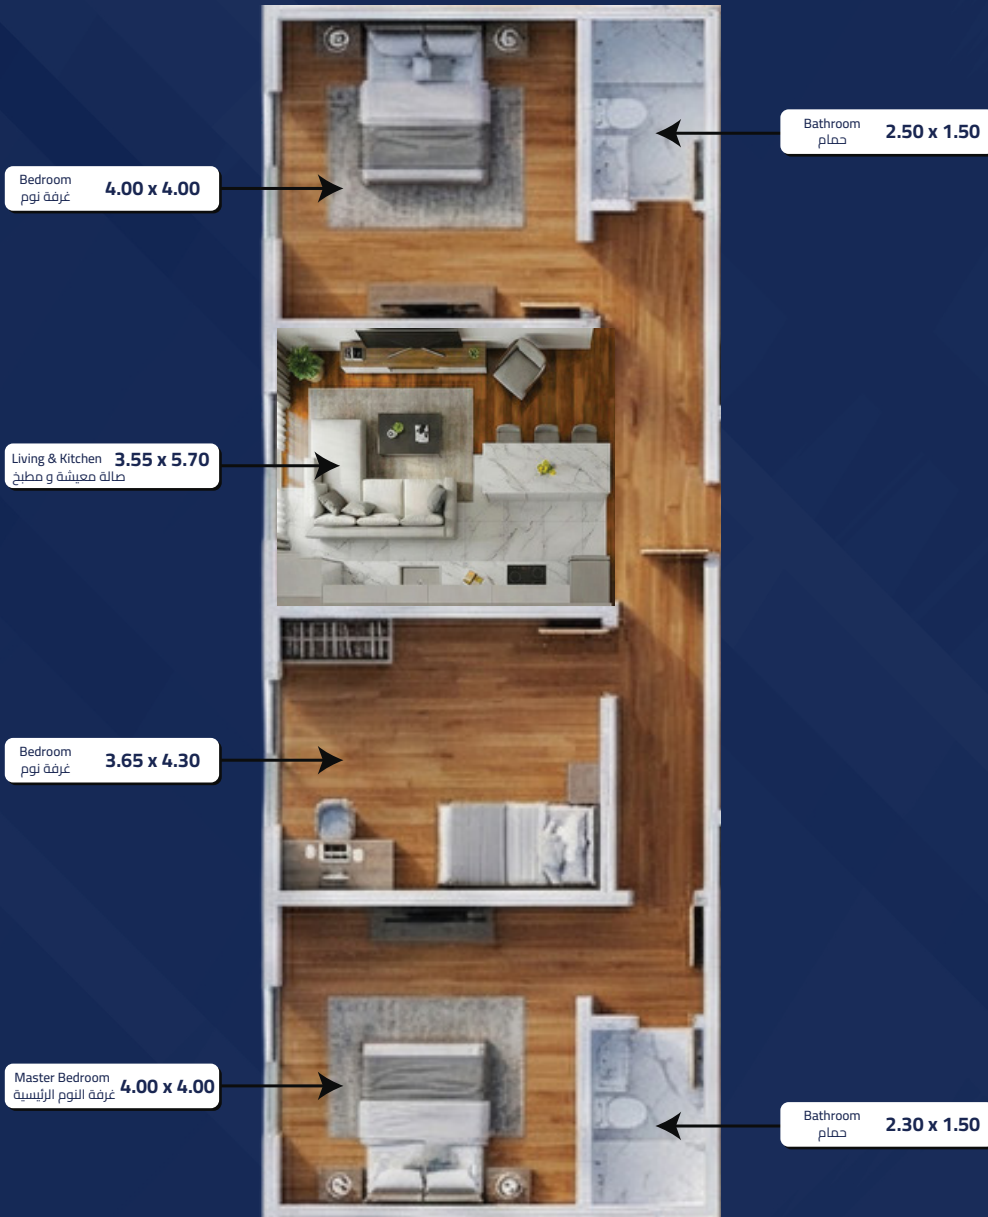 Bathroom 2.50 x 1.50
حمام
Bedroom 4.00 x 4.00
غرفة نوم
Living & Kitchen 3.55 x 5.70
صالة معيشة و مطبخ
Bedroom 3.65 x 4.30
غرفة نوم
Master Bedroom 4.00 x 4.00
غرفة النوم الرئيسية
Bathroom 2.30 x 1.50
حمام